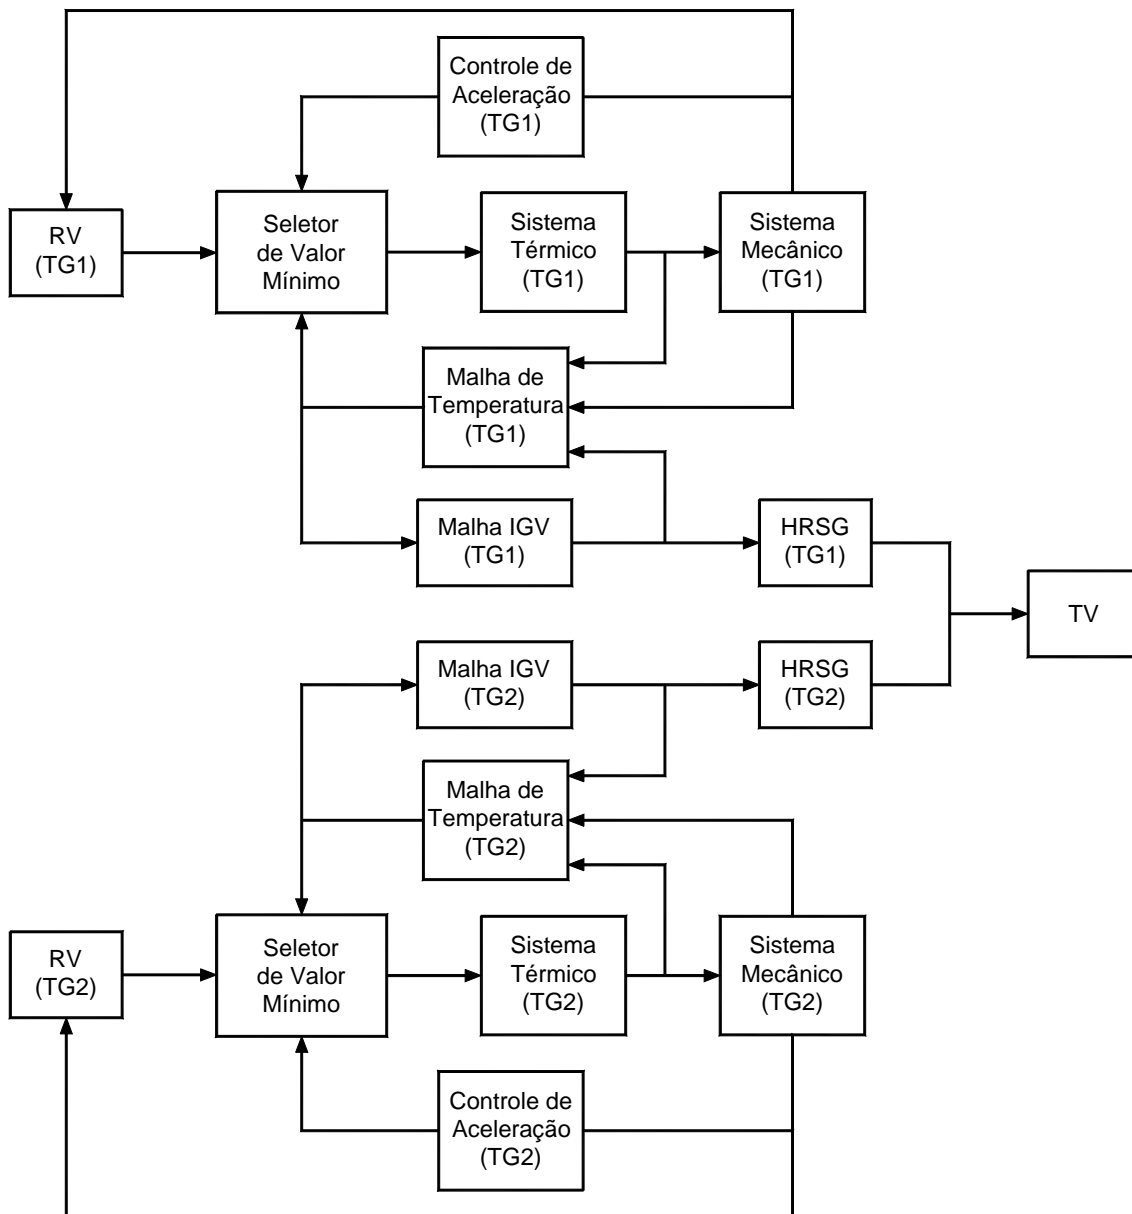 Controle de
Aceleração
(TG1)
RV
(TG1)
Seletor
de Valor
Mínimo
Sistema
Térmico
(TG1)
Sistema
Mecânico
(TG1)
Malha de
Temperatura
(TG1)
Malha IGV
(TG1)
HRSG
(TG1)
TV
Malha IGV
(TG2)
HRSG
(TG2)
Malha de
Temperatura
(TG2)
RV
(TG2)
Seletor
de Valor
Mínimo
Sistema
Térmico
(TG2)
Sistema
Mecânico
(TG2)
Controle de
Aceleração
(TG2)